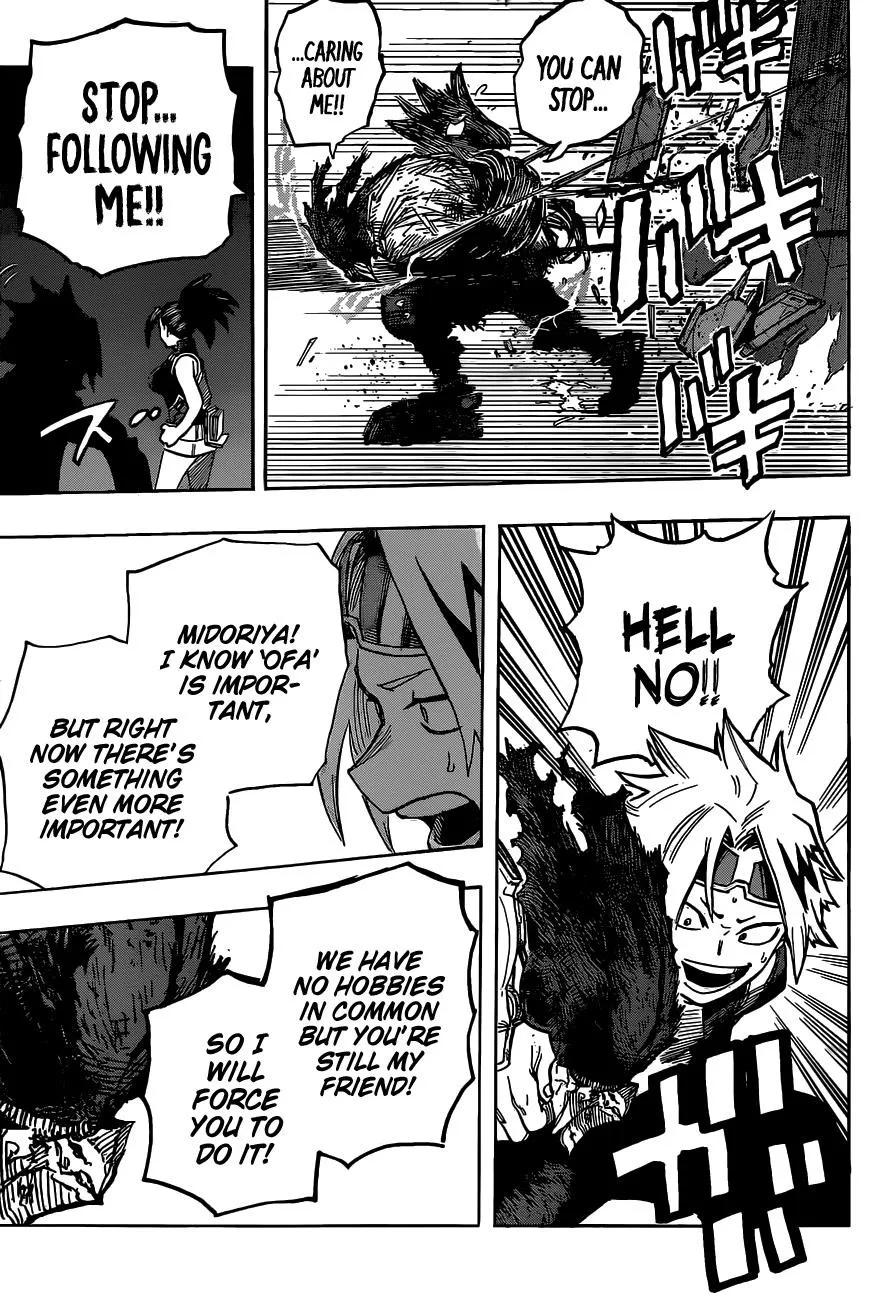 YOU CAN
STOP...
...CARING
ABOUT
ME!!
STOP...
FOLLOWING
ME!!
ズ
HELL
NO!!
MIDORIYA!
I KNOW 'OFA'
IS IMPOR-
TANT,
BUT RIGHT
NOW THERE'S
SOMETHING
EVEN MORE
IMPORTANT!
WE HAVE
NO HOBBIES
IN COMMON
BUT YOU'RE
STILL MY
FRIEND!
SO I
WILL
FORCE
YOU TO
DO IT!